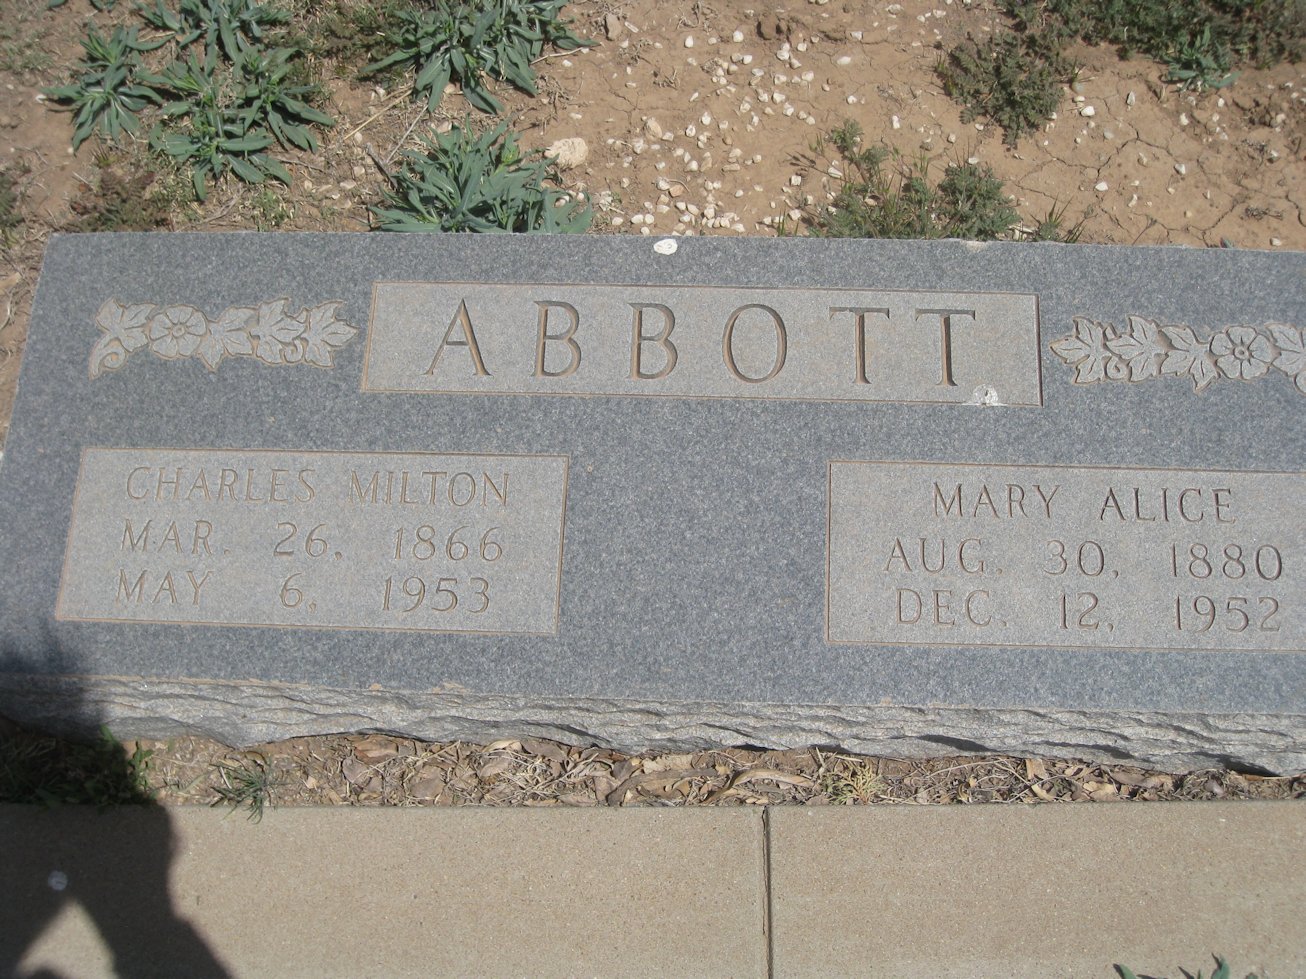 ABBOTT
CHARLES MILTON
MAR. 26, 1866
MAY 6, 1953
MARY ALICE
AUG. 30, 1880
DEC. 12, 1952